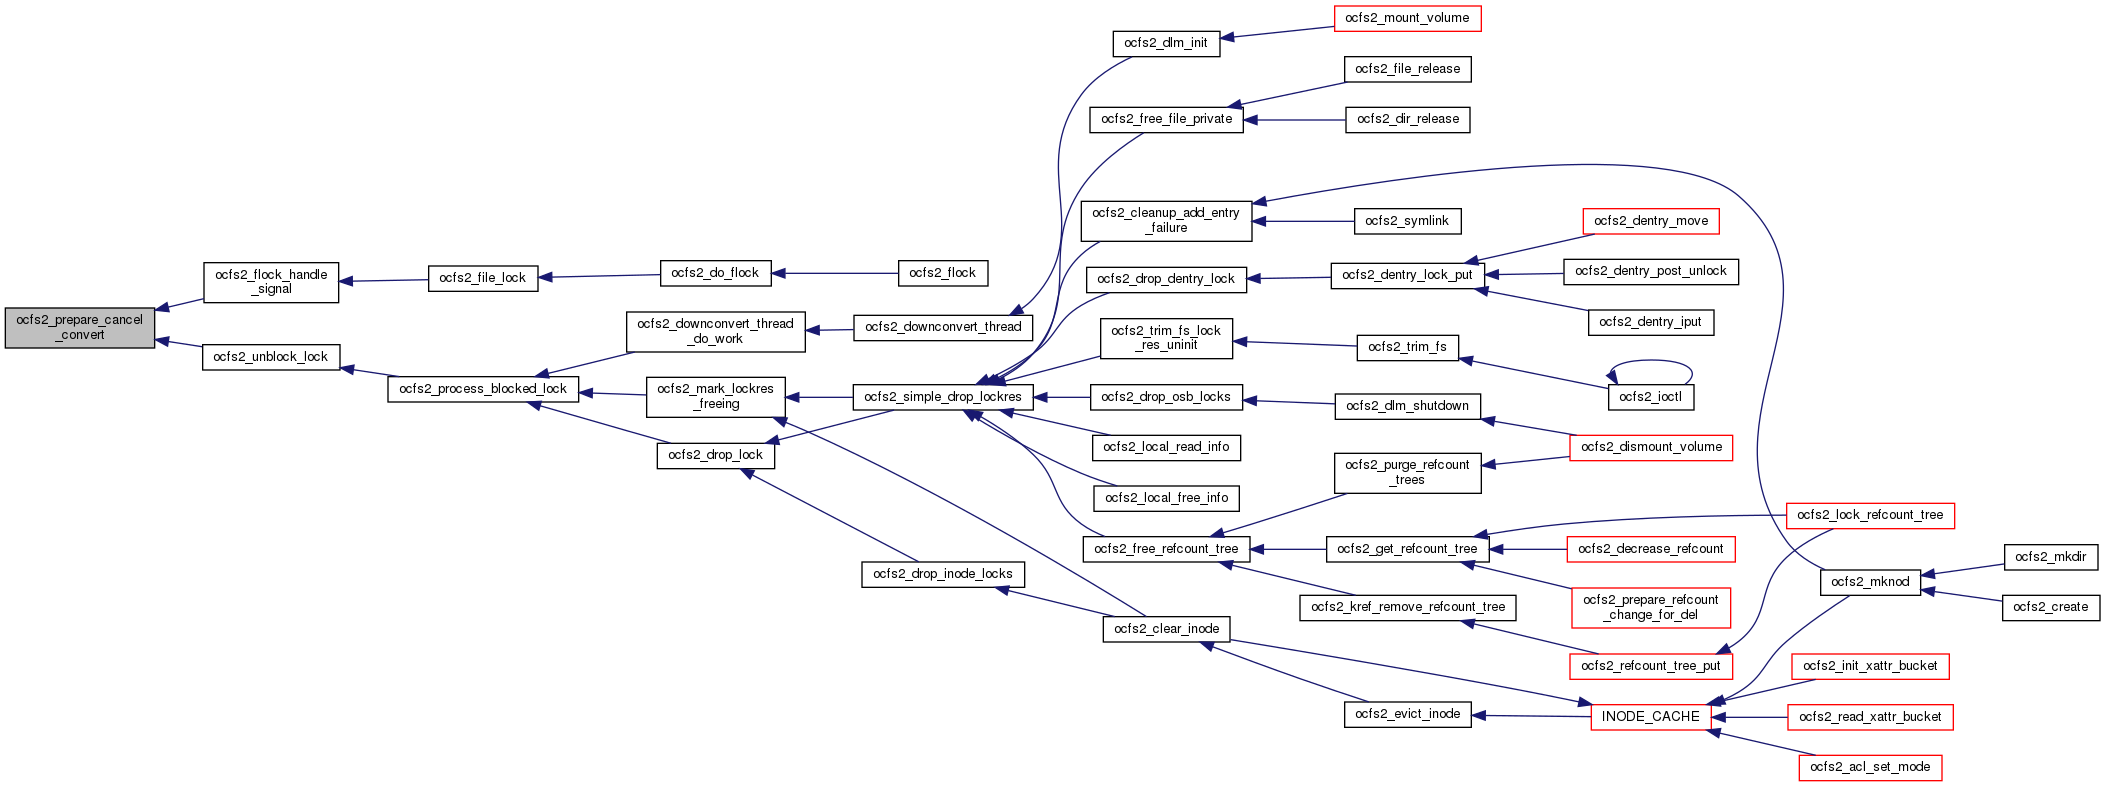 ocfs2_prepare_cancel
_convert
ocfs2_flock_handle
_signal
ocfs2_unblock_lock
ocfs2_file_lock
ocfs2_process_blocked_lock
ocfs2_do_flock
ocfs2_downconvert_thread
_do_work
ocfs2_mark_lockres
_freeing
ocfs2_drop_lock
ocfs2_flock
ocfs2_downconvert_thread
ocfs2_simple_drop_lockres
ocfs2_drop_inode_locks
ocfs2_dlm_init
ocfs2_free_file_private
ocfs2_cleanup_add_entry
_failure
ocfs2_drop_dentry_lock
ocfs2_trim_fs_lock
_res_uninit
ocfs2_drop_osb_locks
ocfs2_local_read_info
ocfs2_local_free_info
ocfs2_free_refcount_tree
ocfs2_clear_inode
ocfs2_mount_volume
ocfs2_file_release
ocfs2_dir_release
ocfs2_symlink
ocfs2_dentry_lock_put
ocfs2_trim_fs
ocfs2_dlm_shutdown
ocfs2_purge_refcount
_trees
ocfs2_get_refcount_tree
ocfs2_kref_remove_refcount_tree
ocfs2_evict_inode
ocfs2_dentry_move
ocfs2_dentry_post_unlock
ocfs2_dentry_iput
ocfs2_ioctl
ocfs2_dismount_volume
ocfs2_decrease_refcount
ocfs2_prepare_refcount
_change_for_del
ocfs2_refcount_tree_put
INODE_CACHE
ocfs2_lock_refcount_tree
ocfs2_mknod
ocfs2_init_xattr_bucket
ocfs2_read_xattr_bucket
ocfs2_acl_set_mode
ocfs2_mkdir
ocfs2_create